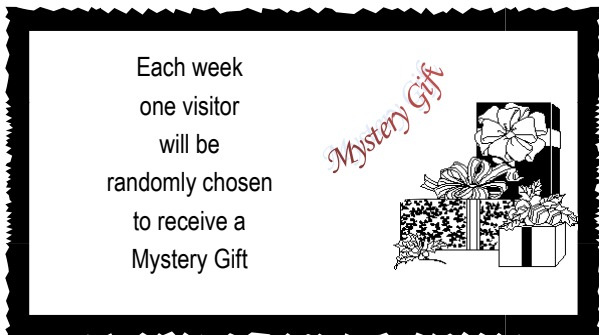 Each week
one visitor
will be
randomly chosen
to receive a
Mystery Gift
Mystery Gift